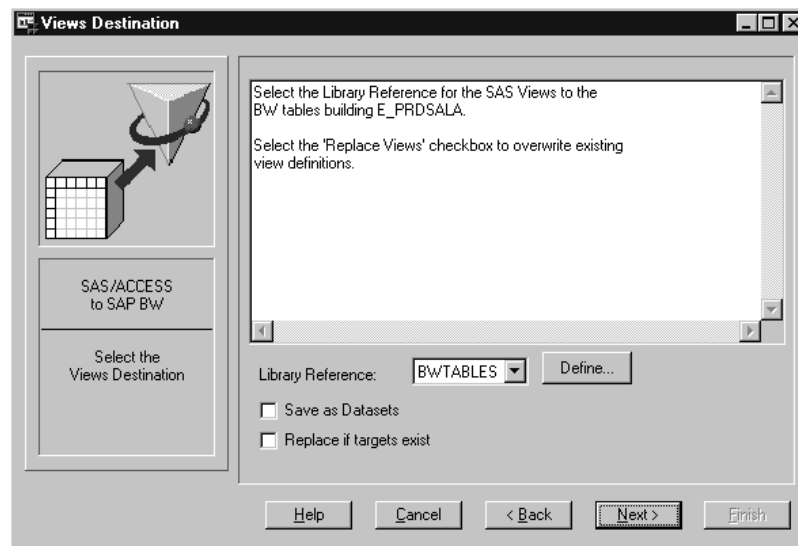 Views Destination
Select the Library Reference for the SAS Views to the
BW tables building E_PRDSALA.
Select the 'Replace Views' checkbox to overwrite existing
view definitions.
SAS/ACCESS
to SAP BW
Select the
Views Destination
Library Reference:
BWTABLES
Define...
Save as Datasets
Replace if targets exist
Help
Cancel
< Back
Next >
Finish